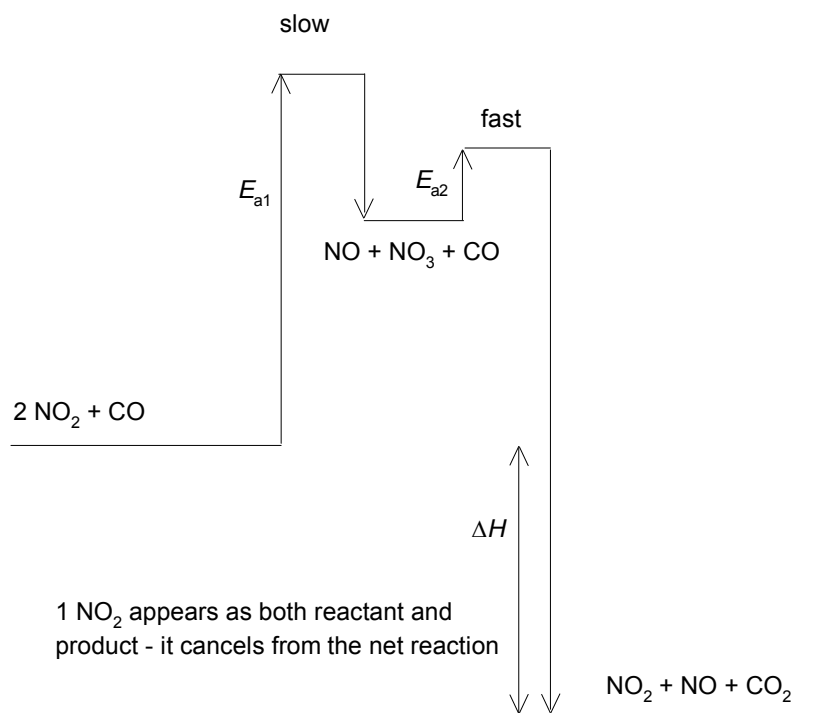 slow
fast
Ea1
Ea2
NO + NO3 + CO
2 NO2 + CO
ΔH
1 NO2 appears as both reactant and
product - it cancels from the net reaction
NO2 + NO + CO2